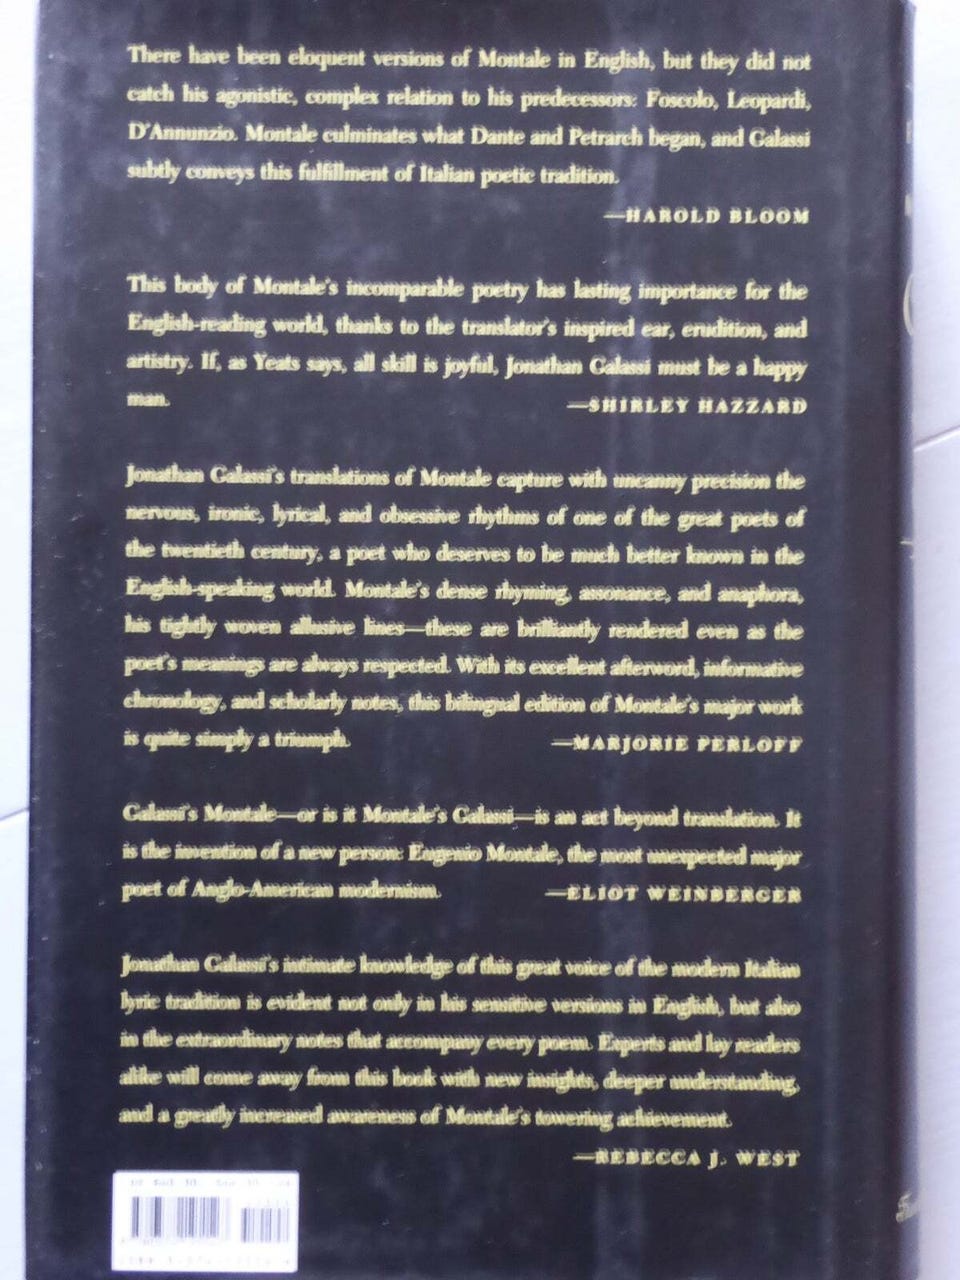 There have been eloquent versions of Montale in English, but they did not
catch his agonistic, complex relation to his predecessors: Foscolo, Leopardi,
D'Annunzio. Montale culminates what Dante and Petrarch began, and Galassi
subtly conveys this fulfillment of Italian poetic tradition.
—HAROLD BLOOM
This body of Montale's incomparable poetry has lasting importance for the
English-reading world, thanks to the translator's inspired ear, erudition, and
artistry. If, as Yeats says, all skill is joyful, Jonathan Galassi must be a happy
man. —SHIRLEY HAZZARD
Jonathan Galassi's translations of Montale capture with uncanny precision the
nervous, ironic, lyrical, and obsessive rhythms of one of the great poets of
the twentieth century, a poet who deserves to be much better known in the
English-speaking world. Montale's dense rhyming, assonance, and anaphora,
his tightly woven allusive lines—these are brilliantly rendered even as the
poet's meanings are always respected. With its excellent afterword, informative
chronology, and scholarly notes, this bilingual edition of Montale's major work
is quite simply a triumph. —MARJORIE PERLOFF
Galassi's Montale—or is it Montale's Galassi—is an act beyond translation. It
is the invention of a new person: Eugenio Montale, the most unexpected major
poet of Anglo-American modernism. —ELIOT WEINBERGER
Jonathan Galassi's intimate knowledge of this great voice of the modern Italian
lyric tradition is evident not only in his sensitive versions in English, but also
in the extraordinary notes that accompany every poem. Experts and lay readers
alike will come away from this book with new insights, deeper understanding,
and a greatly increased awareness of Montale's towering achievement.
—REBECCA J. WEST